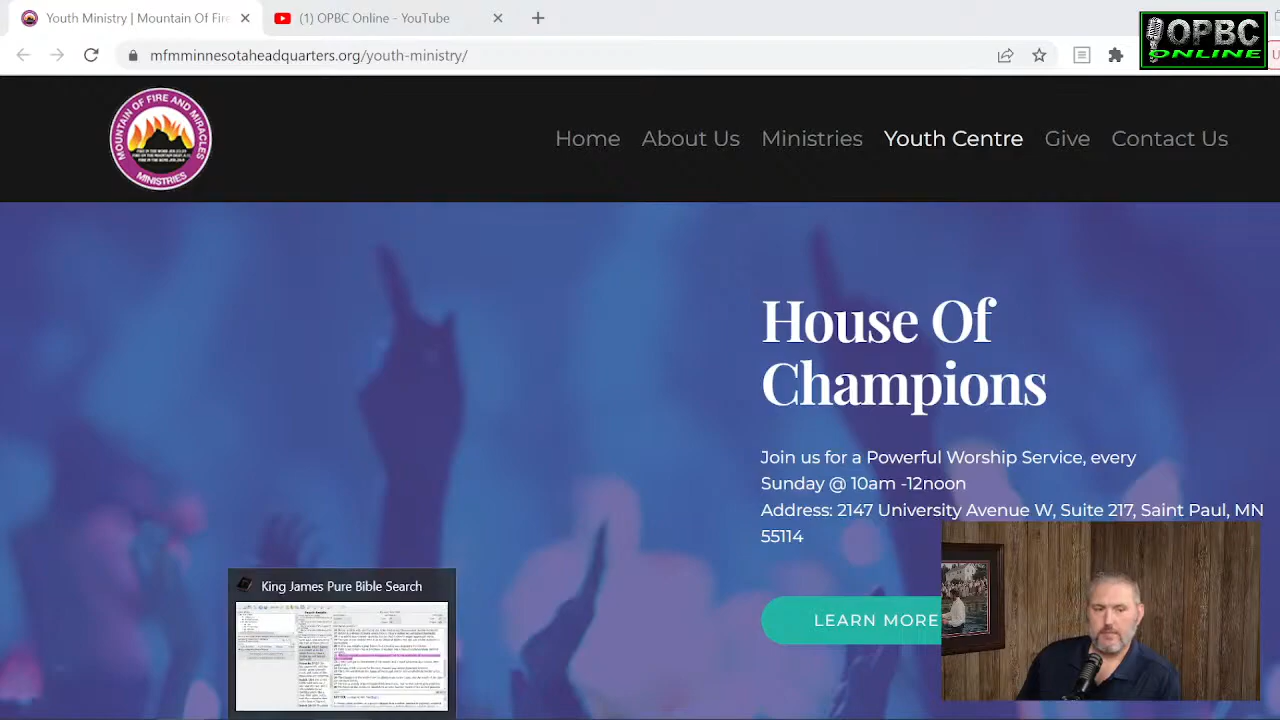 Youth Ministry | Mountain Of Fire
(1) OPBC Online - YouTube
OPBC
ONLINE
mfmminnesotaheadquarters.org/youth-ministry/
MOUNTAIN OF FIRE AND MIRACLES
MINISTRIES
Home
About Us
Ministries
Youth Centre
Give
Contact Us
House Of
Champions
Join us for a Powerful Worship Service, every
Sunday @ 10am -12noon
Address: 2147 University Avenue W, Suite 217, Saint Paul, MN
55114
LEARN MORE
King James Pure Bible Search